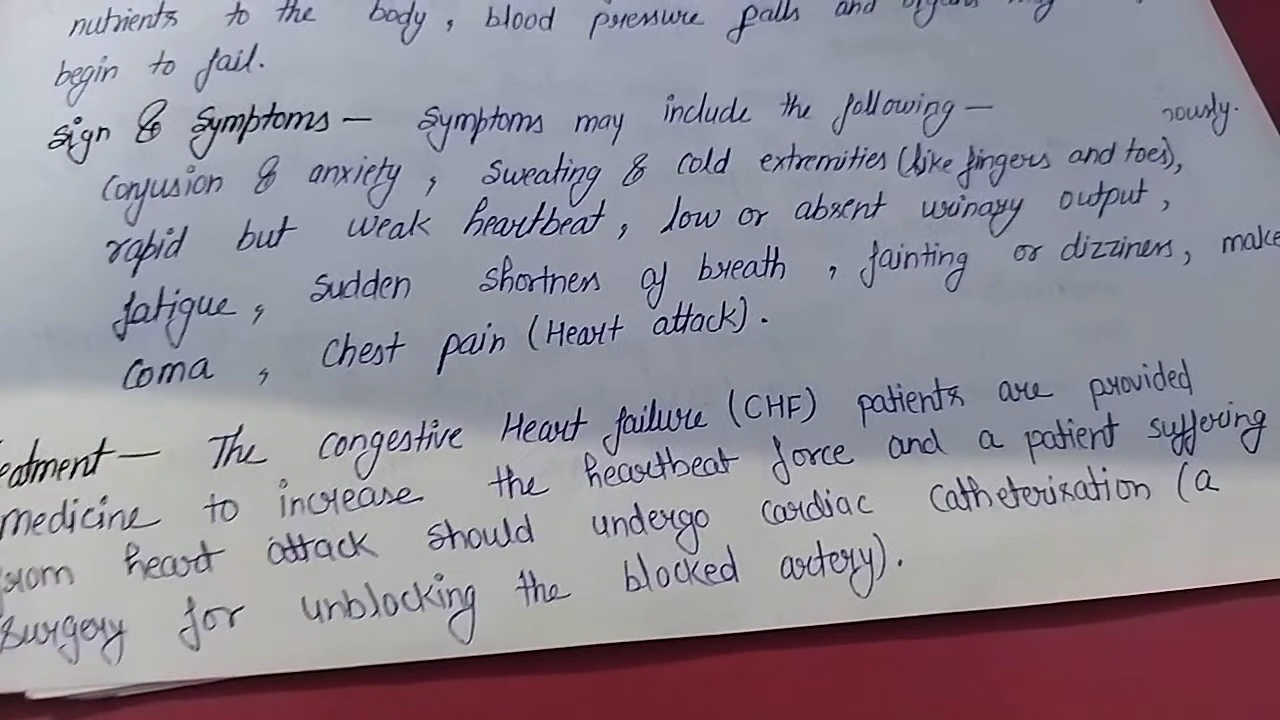 nutrients to the body, blood pressure falls and
begin to fail.
Sign & Symptoms — Symptoms may include the following —
Confusion & anxiety, Sweating & cold extremities (like fingers and toes),
rapid but weak heartbeat, low or absent urinary output,
fatigue, sudden shortness of breath, fainting or dizziness, make
coma, Chest pain (Heart attack).
The congestive Heart failure (CHF) patients are provided
medicine to increase the heartbeat force and a patient suffering
heart attack should undergo cardiac Catheterisation (a
surgery for unblocking the blocked artery).